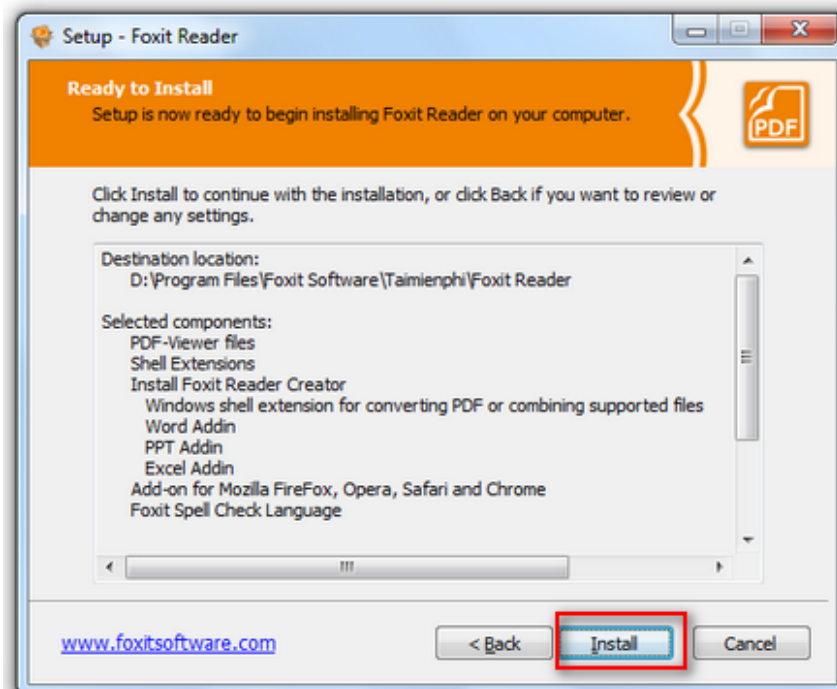 Setup - Foxit Reader
Ready to Install
Setup is now ready to begin installing Foxit Reader on your computer.
PDF
Click Install to continue with the installation, or click Back if you want to review or
change any settings.
Destination location:
D:\Program Files\Foxit Software\Taimienphi\Foxit Reader
Selected components:
PDF-Viewer files
Shell Extensions
Install Foxit Reader Creator
Windows shell extension for converting PDF or combining supported files
Word Addin
PPT Addin
Excel Addin
Add-on for Mozilla FireFox, Opera, Safari and Chrome
Foxit Spell Check Language
www.foxitsoftware.com
< Back
Install
Cancel